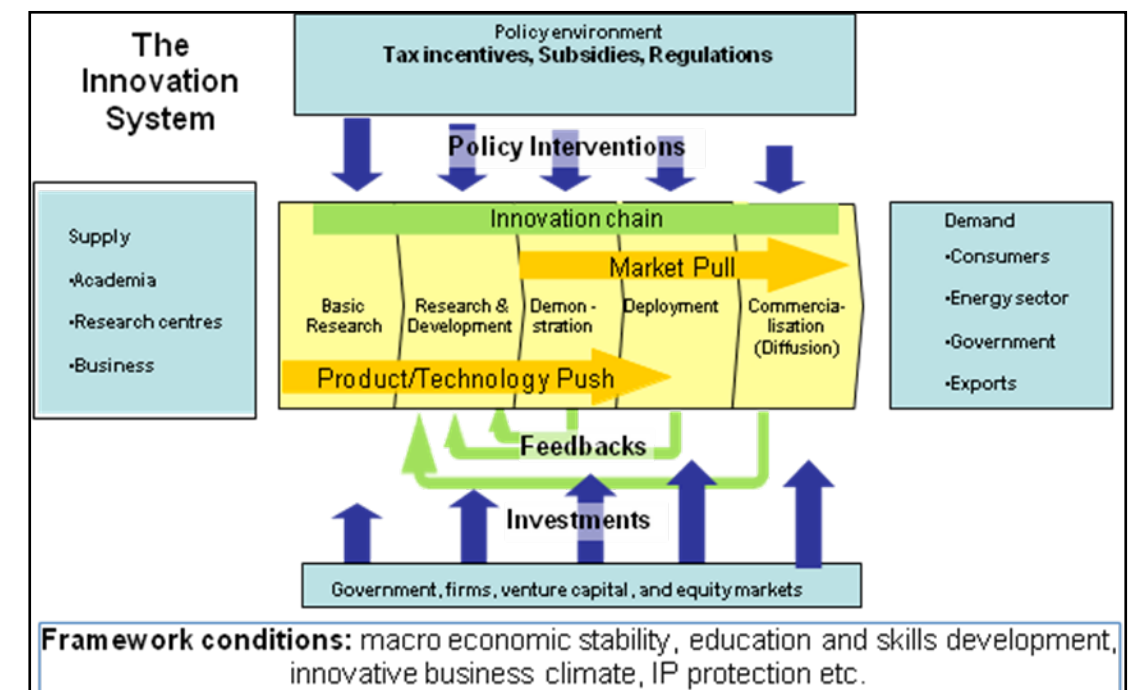 The
Innovation
System
Policy environment
Tax incentives, Subsidies, Regulations
Policy Interventions
Supply
•Academia
•Research centres
•Business
Innovation chain
Market Pull
Basic
Research
Research &
Development
Demon -
stration
Deployment
Commercia-
lisation
(Diffusion)
Product/Technology Push
Demand
•Consumers
•Energy sector
•Government
•Exports
Feedbacks
Investments
Government, firms, venture capital, and equity markets
Framework conditions: macro economic stability, education and skills development,
innovative business climate, IP protection etc.